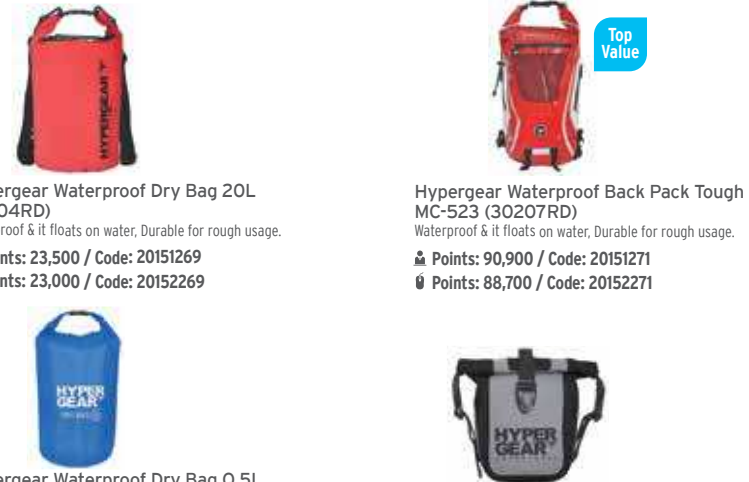 HYPERGEAR
Top
Value
ergear Waterproof Dry Bag 20L
04RD)
roof & it floats on water, Durable for rough usage.
nts: 23,500 / Code: 20151269
nts: 23,000 / Code: 20152269
Hypergear Waterproof Back Pack Tough
MC-523 (30207RD)
Waterproof & it floats on water, Durable for rough usage.
Points: 90,900 / Code: 20151271
Points: 88,700 / Code: 20152271
HYPER
GEAR
ergear Waterproof Dry Bag 0.5L
HYPER
GEAR